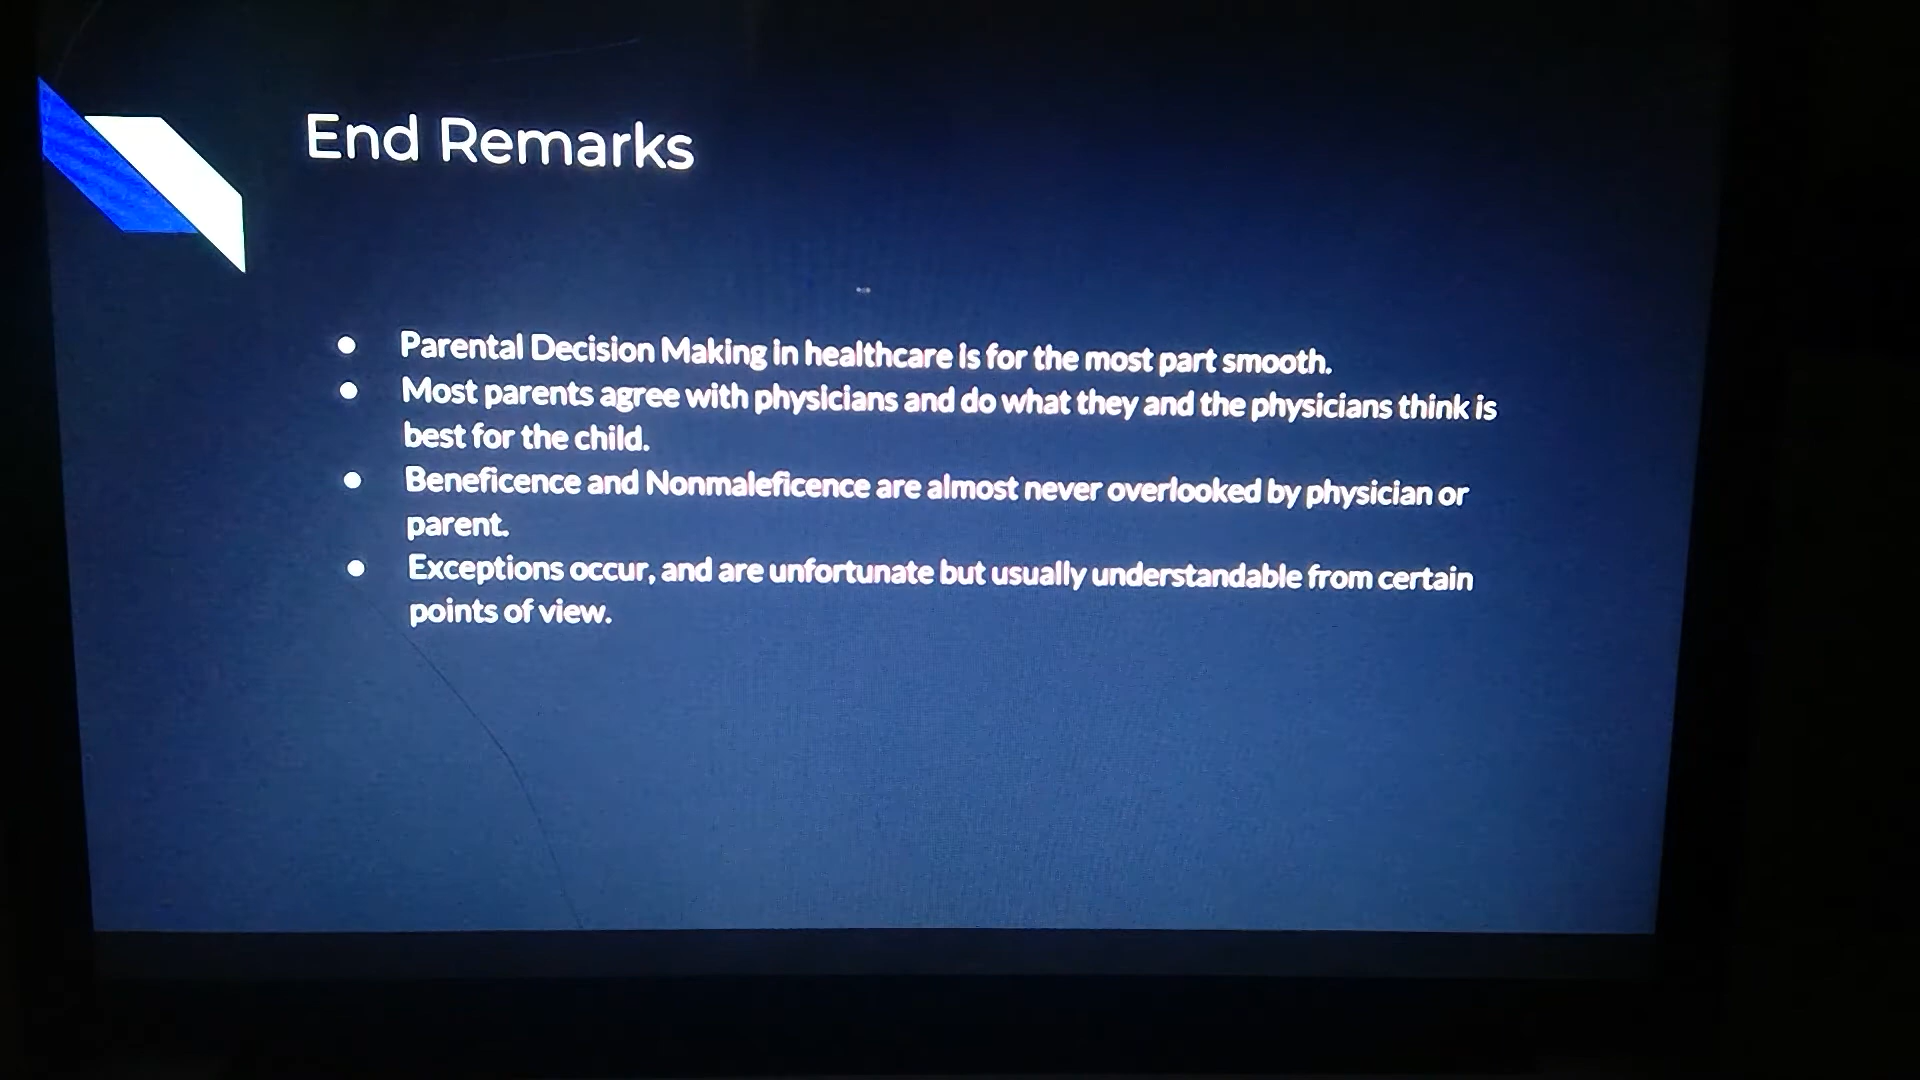 End Remarks
● Parental Decision Making in healthcare is for the most part smooth.
● Most parents agree with physicians and do what they and the physicians think is
best for the child.
● Beneficence and Nonmaleficence are almost never overlooked by physician or
parent.
● Exceptions occur, and are unfortunate but usually understandable from certain
points of view.